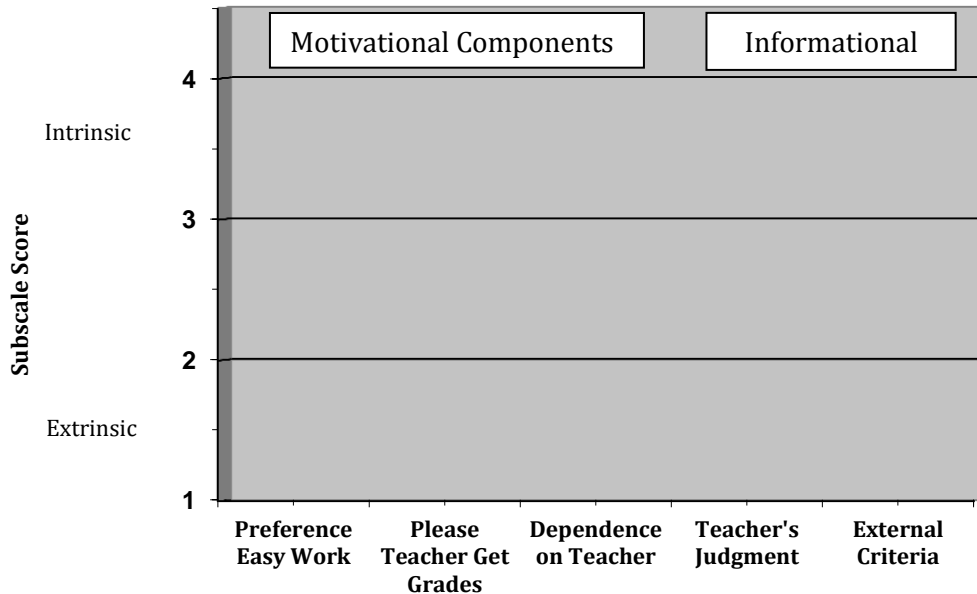 Motivational Components
Informational
4
Intrinsic
3
Subscale Score
2
Extrinsic
1
Preference
Easy Work
Please
Teacher Get
Grades
Dependence
on Teacher
Teacher's
Judgment
External
Criteria